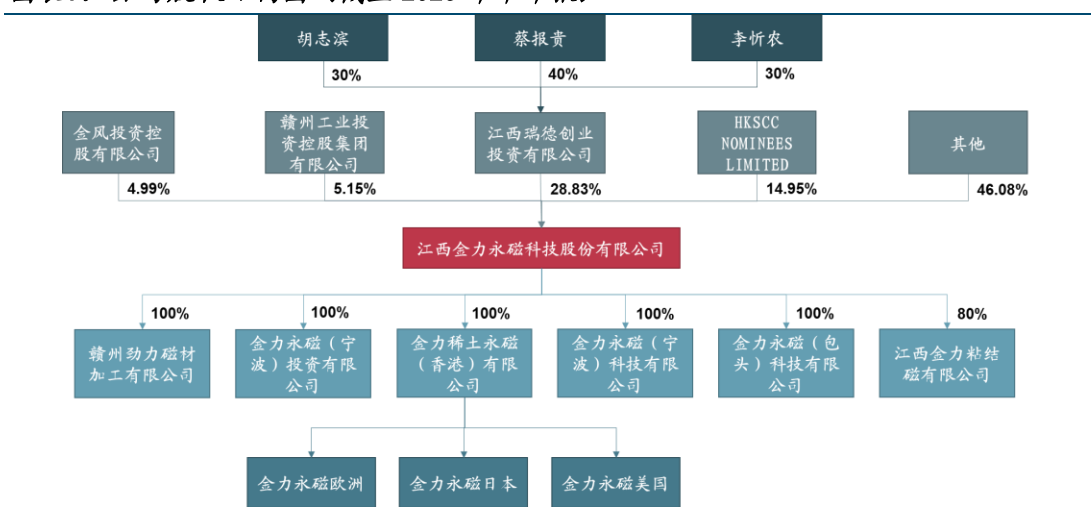 胡志滨
蔡报贵
李忻农
30%
40%
30%
金风投资控
股有限公司
赣州工业投
资控股集团
有限公司
江西瑞德创业
投资有限公司
HKSCC
NOMINEES
LIMITED
其他
4.99%
5.15%
28.83%
14.95%
46.08%
江西金力永磁科技股份有限公司
100%
100%
100%
100%
100%
80%
赣州劲力磁材
加工有限公司
金力永磁（宁
波）投资有限
公司
金力稀土永磁
（香港）有限
公司
金力永磁（宁
波）科技有限
公司
金力永磁（包
头）科技有限
公司
江西金力粘结
磁有限公司
金力永磁欧洲
金力永磁日本
金力永磁美国